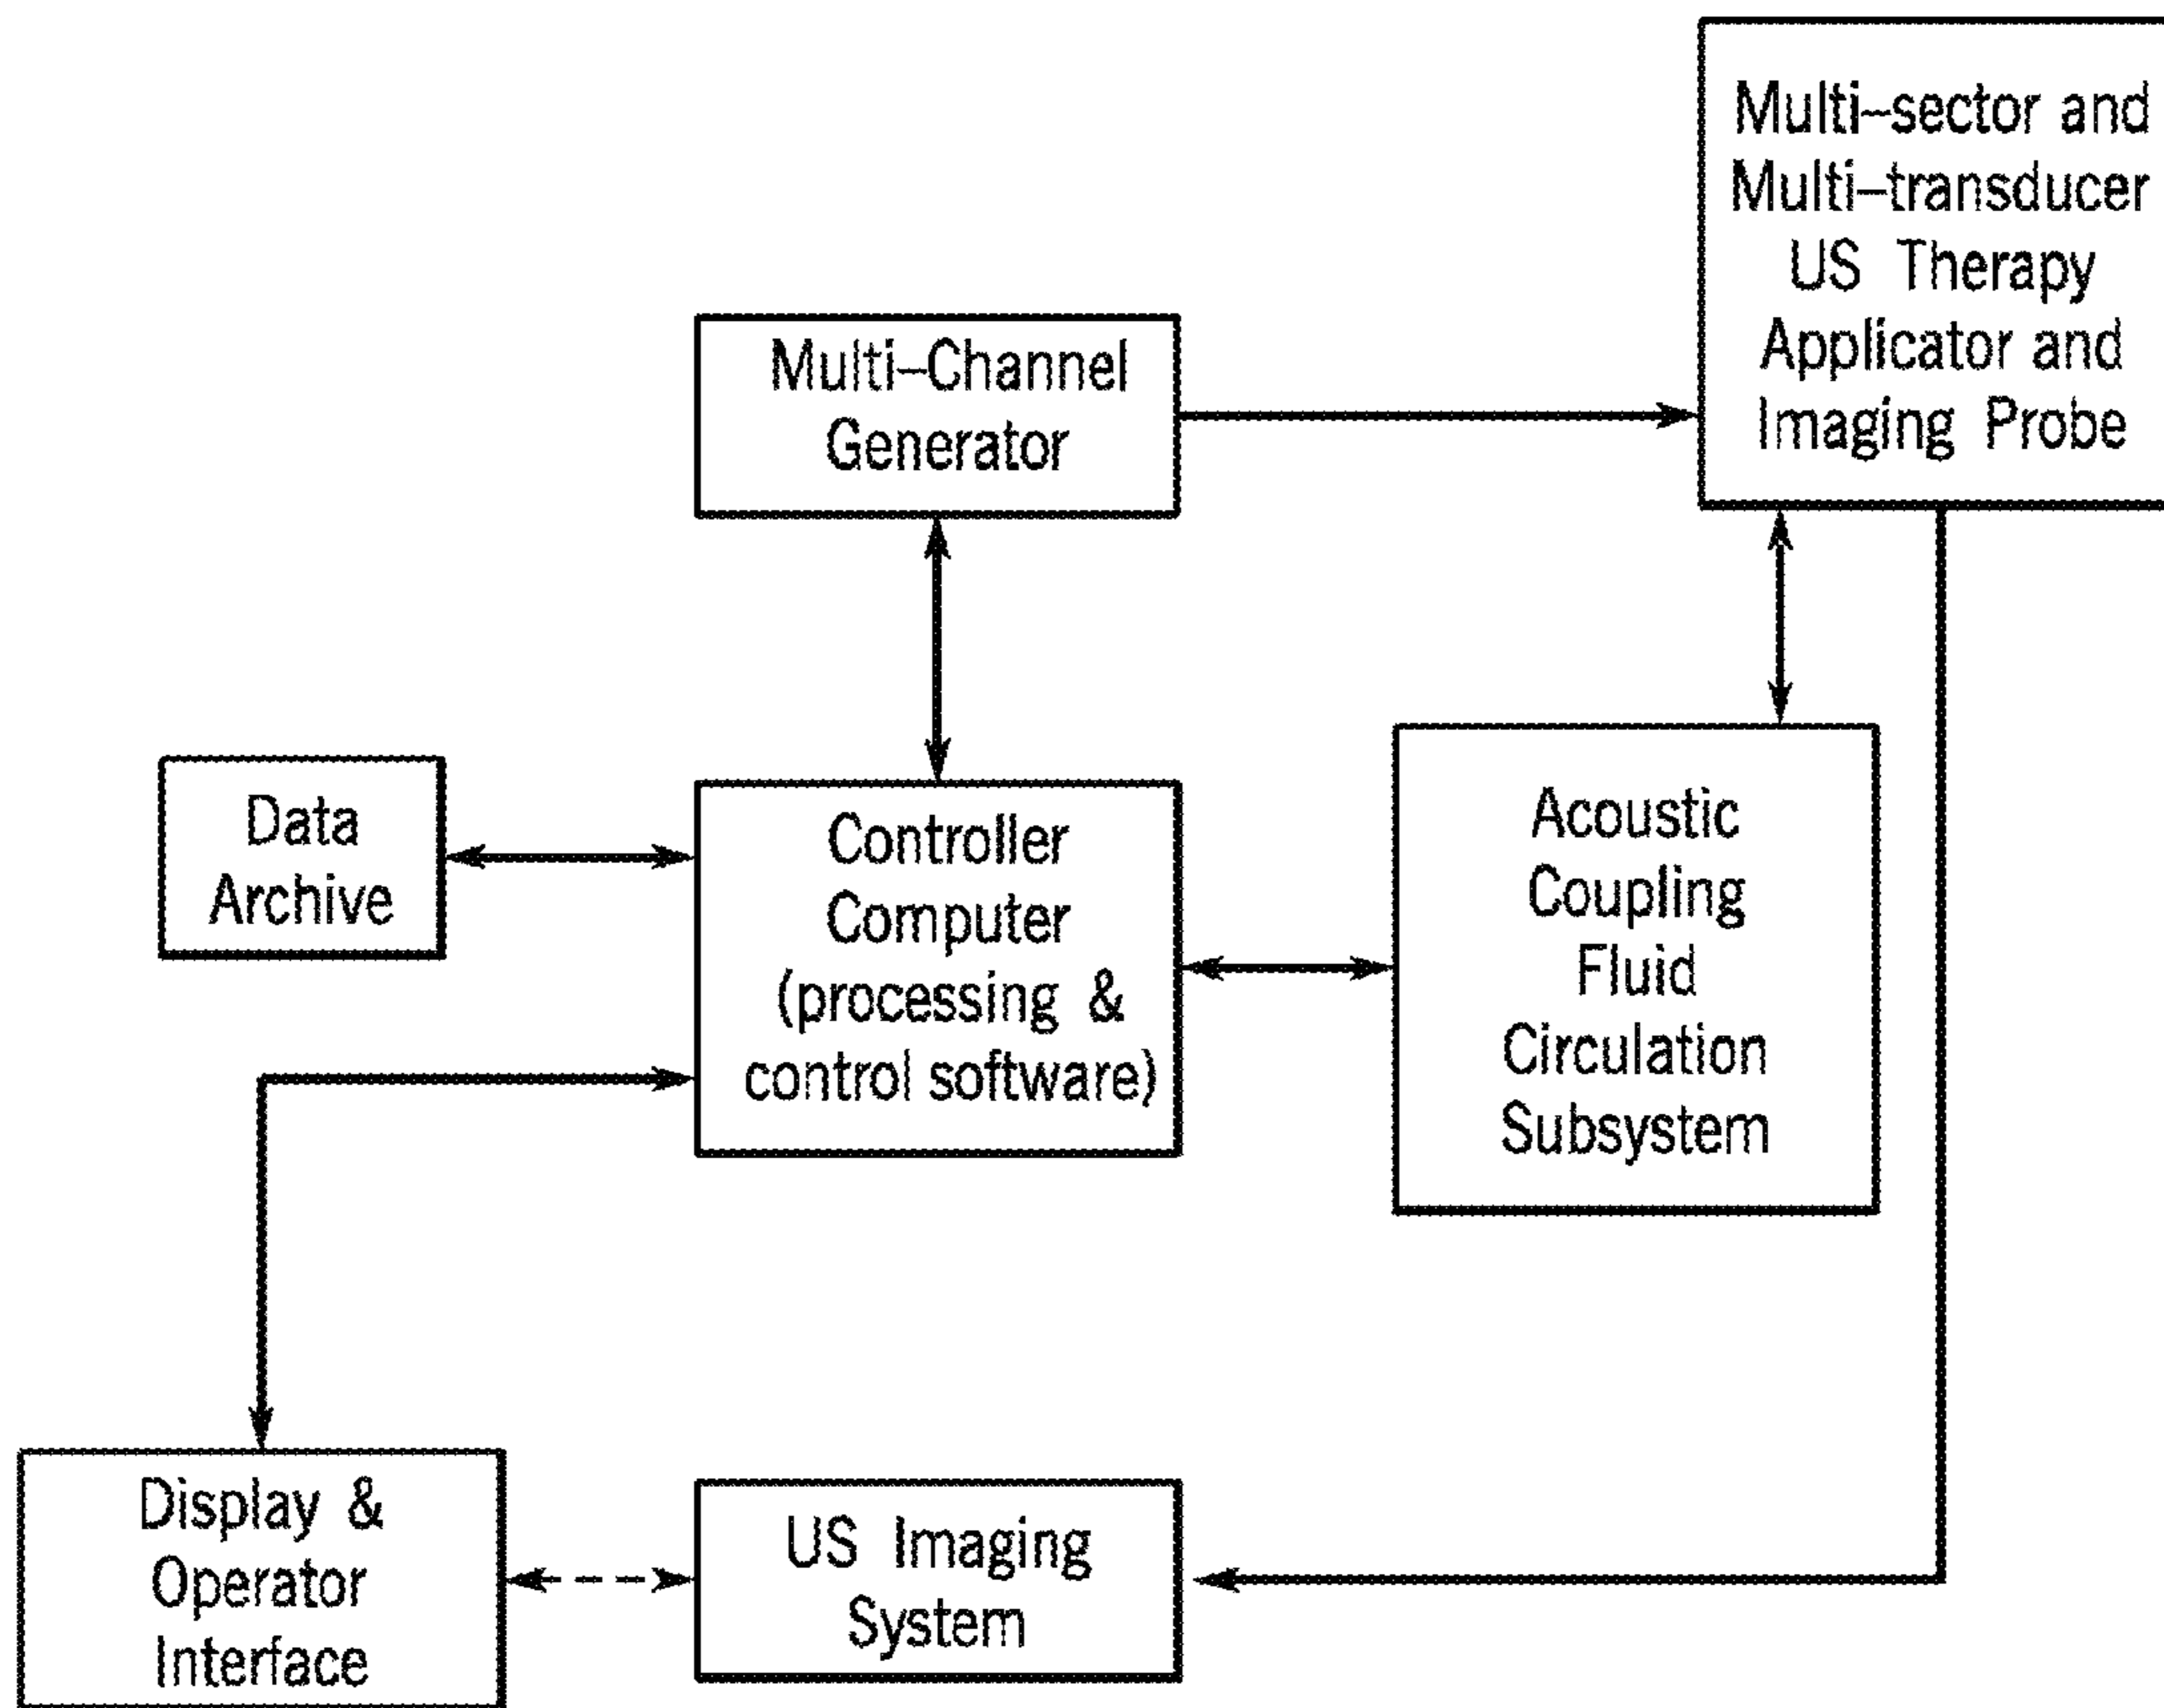 Multi-sector and
Multi-transducer
US Therapy
Applicator and
Imaging Probe
Multi-Channel
Generator
Data
Archive
Controller
Computer
(processing &
control software)
Acoustic
Coupling
Fluid
Circulation
Subsystem
Display &
Operator
Interface
US Imaging
System